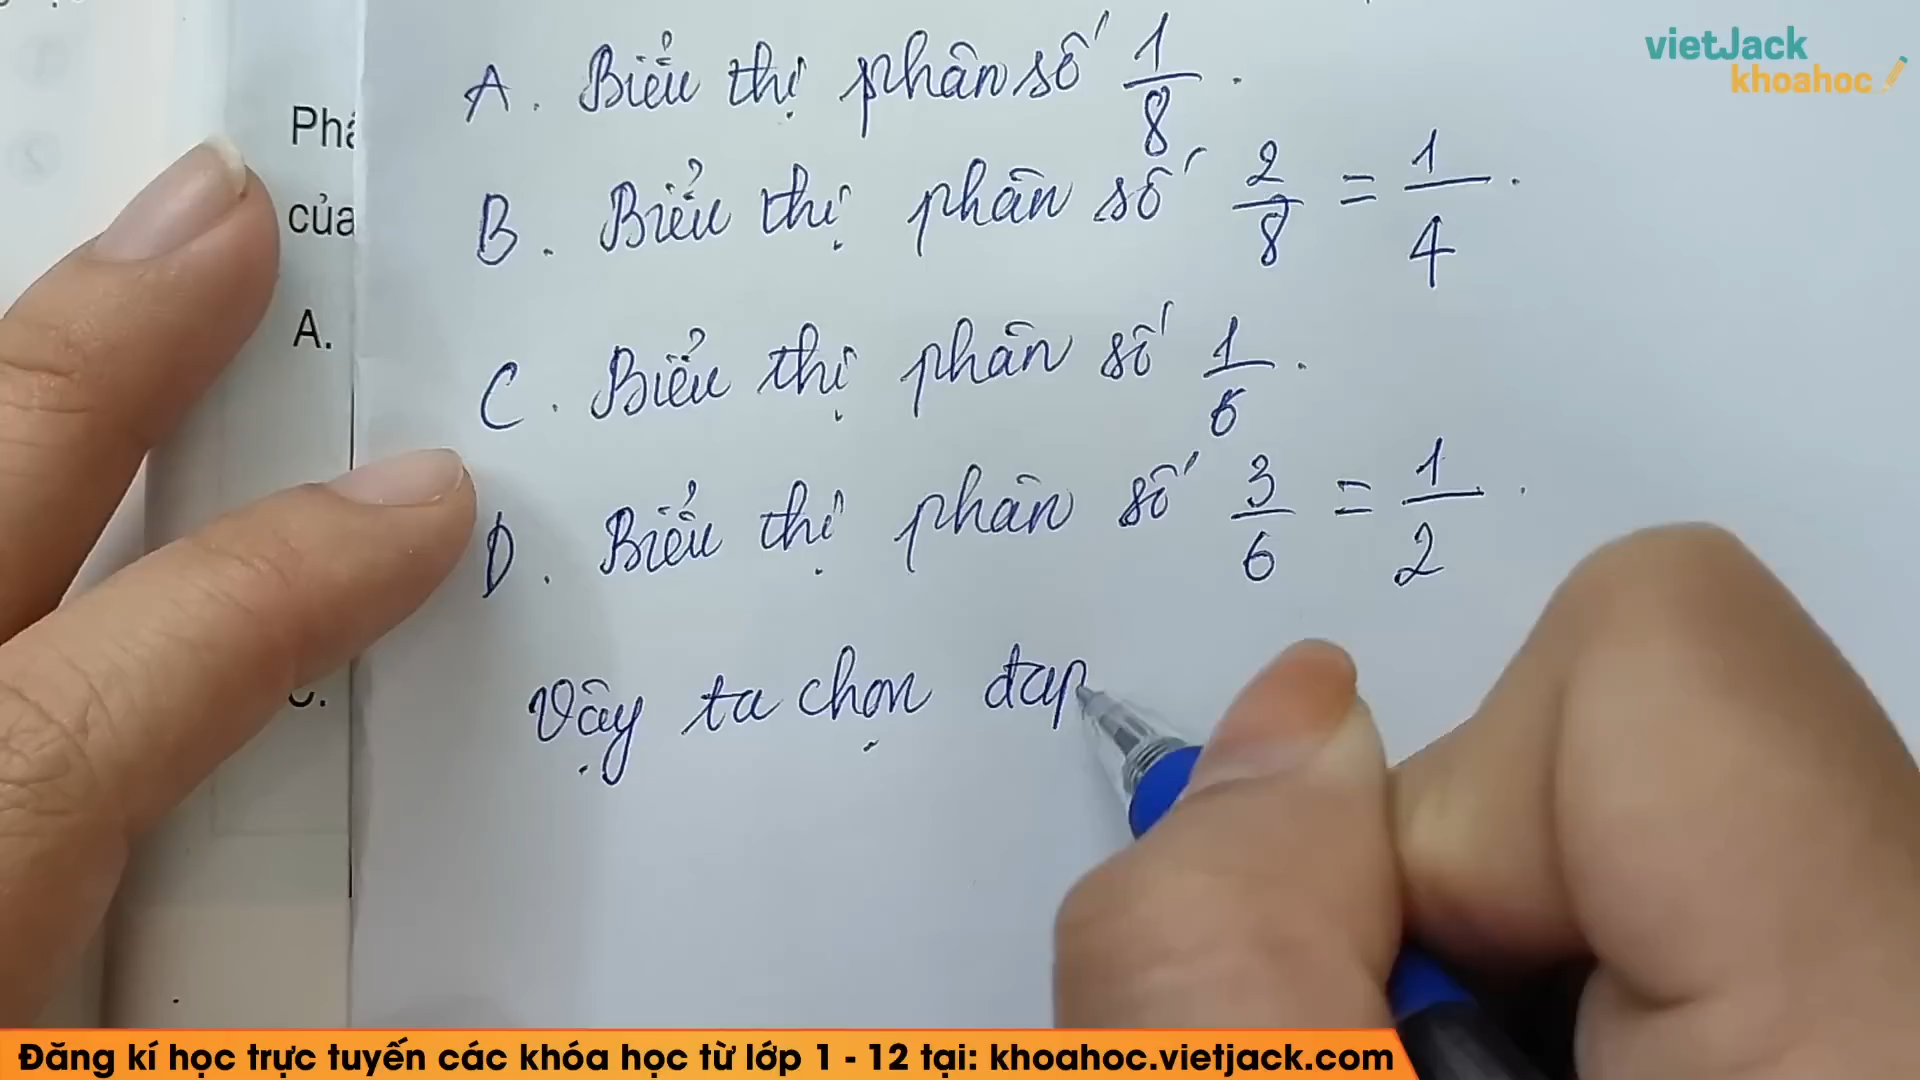 vietJack
khoahoc
Phâ
của
A.
C.
A. Biểu thị phân số 1/8.
B. Biểu thị phân số 2/8 = 1/4.
C. Biểu thị phân số 1/6.
D. Biểu thị phân số 3/6 = 1/2.
Vậy ta chọn đap
Đăng kí học trực tuyến các khóa học từ lớp 1 - 12 tại: khoahoc.vietjack.com